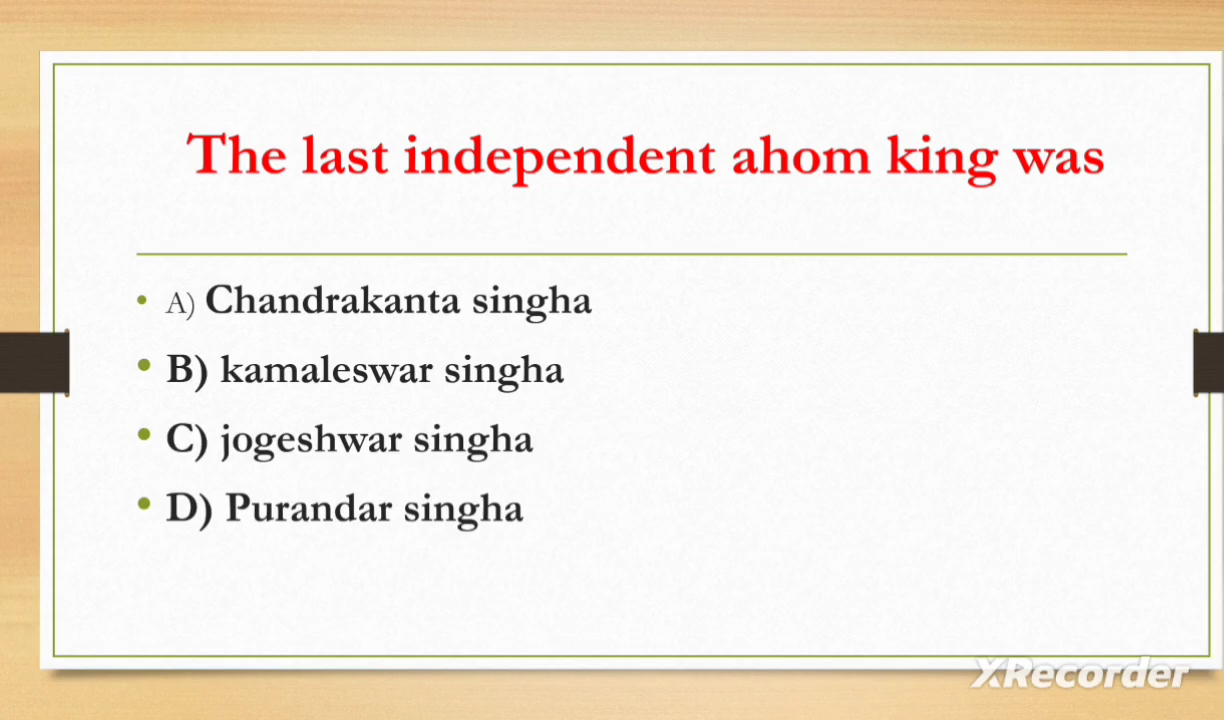 The last independent ahom king was
• A) Chandrakanta singha
• B) kamaleswar singha
• C) jogeshwar singha
• D) Purandar singha
XRecorder